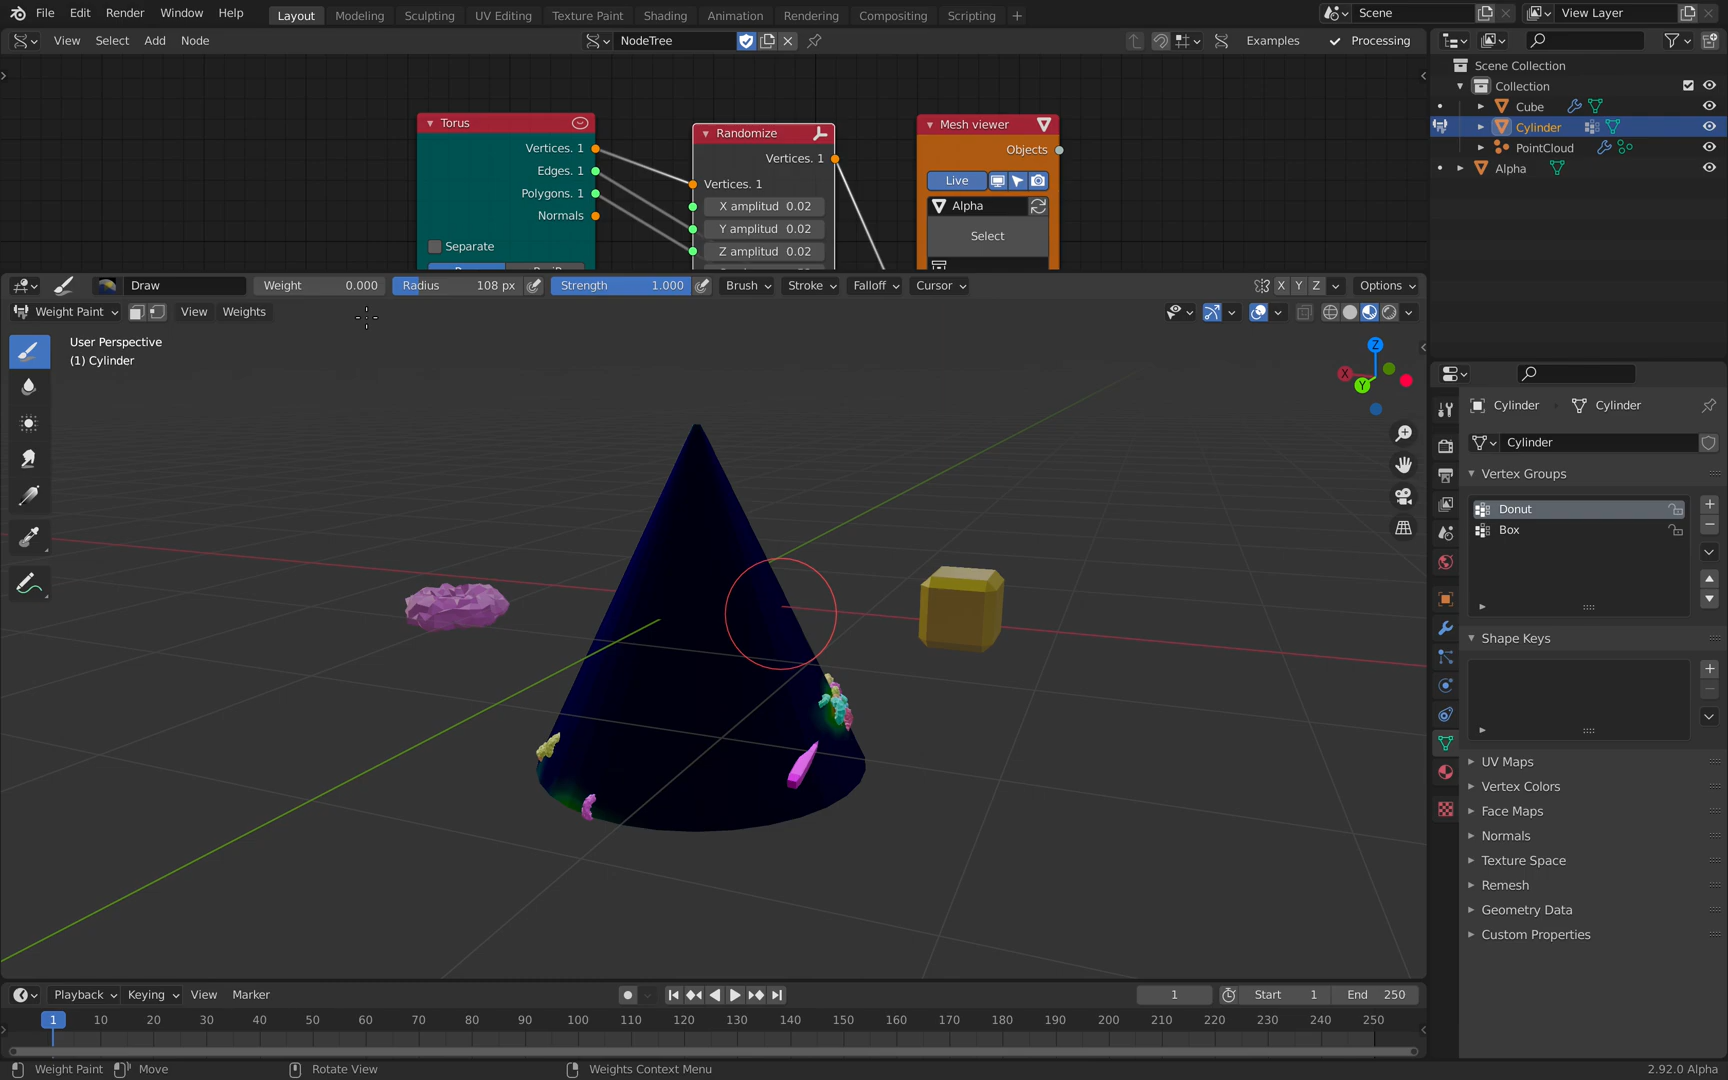 File Edit Render Window Help Layout Modeling Sculpting UV Editing Texture Paint Shading Animation Rendering Compositing Scripting + Scene View Layer
View Select Add Node NodeTree Examples Processing
Scene Collection
Collection
Cube
Cylinder
PointCloud
Alpha
Torus
Vertices. 1
Edges. 1
Polygons. 1
Normals
Separate
Randomize
Vertices. 1
Vertices. 1
X amplitud 0.02
Y amplitud 0.02
Z amplitud 0.02
Mesh viewer
Objects
Live
Alpha
Select
Draw Weight 0.000 Radius 108 px Strength 1.000 Brush Stroke Falloff Cursor X Y Z Options
Weight Paint View Weights
User Perspective
(1) Cylinder
Z
X
Y
Cylinder Cylinder
Cylinder
Vertex Groups
Donut
Box
Shape Keys
UV Maps
Vertex Colors
Face Maps
Normals
Texture Space
Remesh
Geometry Data
Custom Properties
Playback Keying View Marker 1 Start 1 End 250
1 10 20 30 40 50 60 70 80 90 100 110 120 130 140 150 160 170 180 190 200 210 220 230 240 250
Weight Paint Move Rotate View Weights Context Menu 2.92.0 Alpha